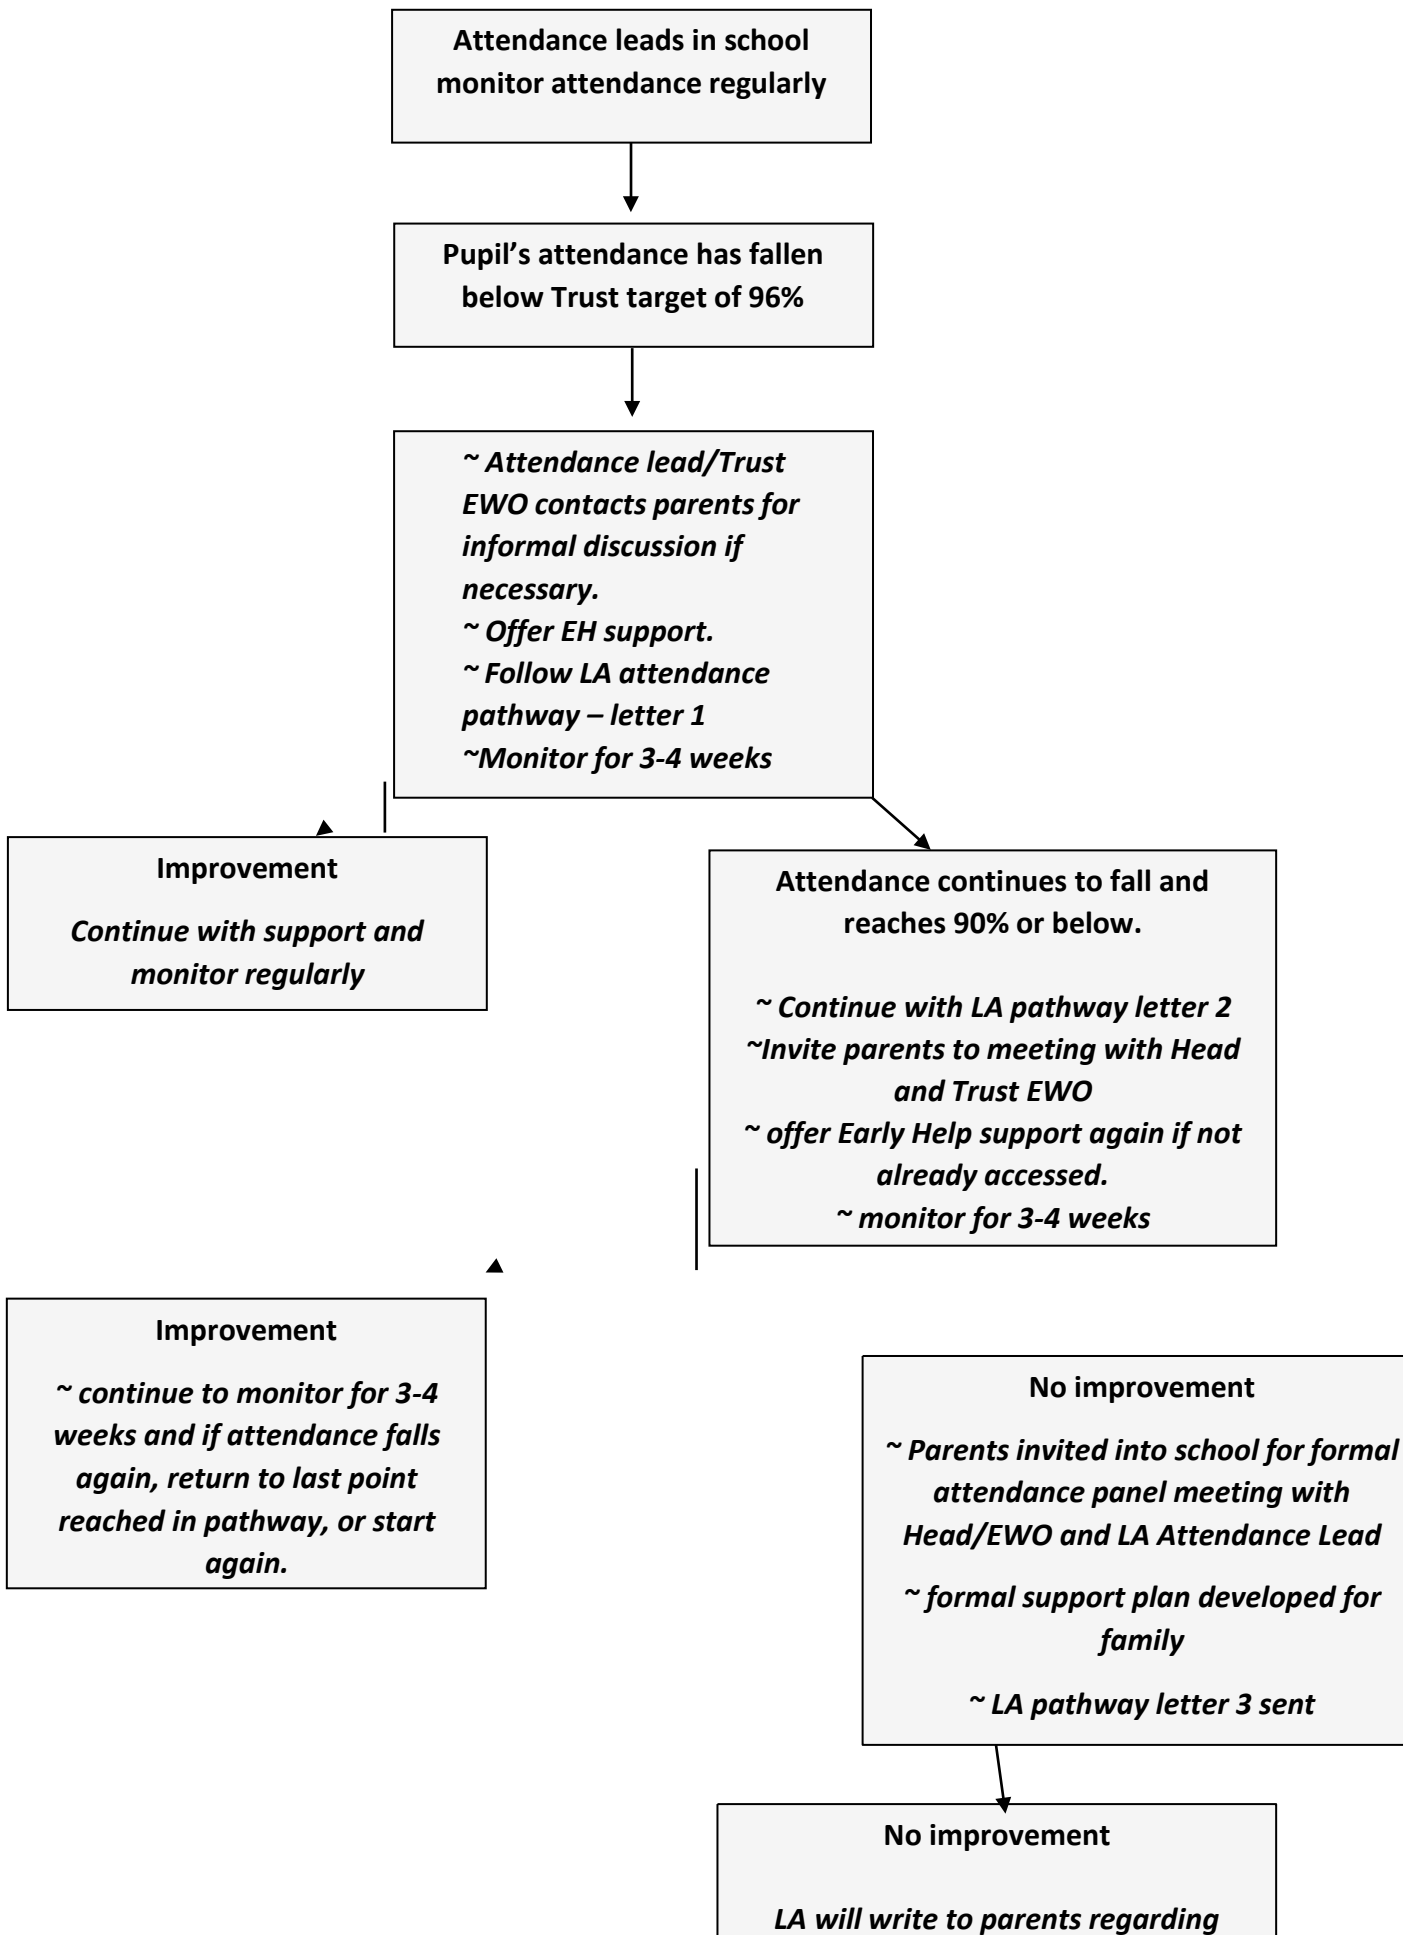 Attendance leads in school
monitor attendance regularly
Pupil’s attendance has fallen
below Trust target of 96%
~ Attendance lead/Trust
EWO contacts parents for
informal discussion if
necessary.
~ Offer EH support.
~ Follow LA attendance
pathway – letter 1
~Monitor for 3-4 weeks
Improvement
Continue with support and
monitor regularly
Attendance continues to fall and
reaches 90% or below.
~ Continue with LA pathway letter 2
~Invite parents to meeting with Head
and Trust EWO
~ offer Early Help support again if not
already accessed.
~ monitor for 3-4 weeks
Improvement
~ continue to monitor for 3-4
weeks and if attendance falls
again, return to last point
reached in pathway, or start
again.
No improvement
~ Parents invited into school for formal
attendance panel meeting with
Head/EWO and LA Attendance Lead
~ formal support plan developed for
family
~ LA pathway letter 3 sent
No improvement
LA will write to parents regarding